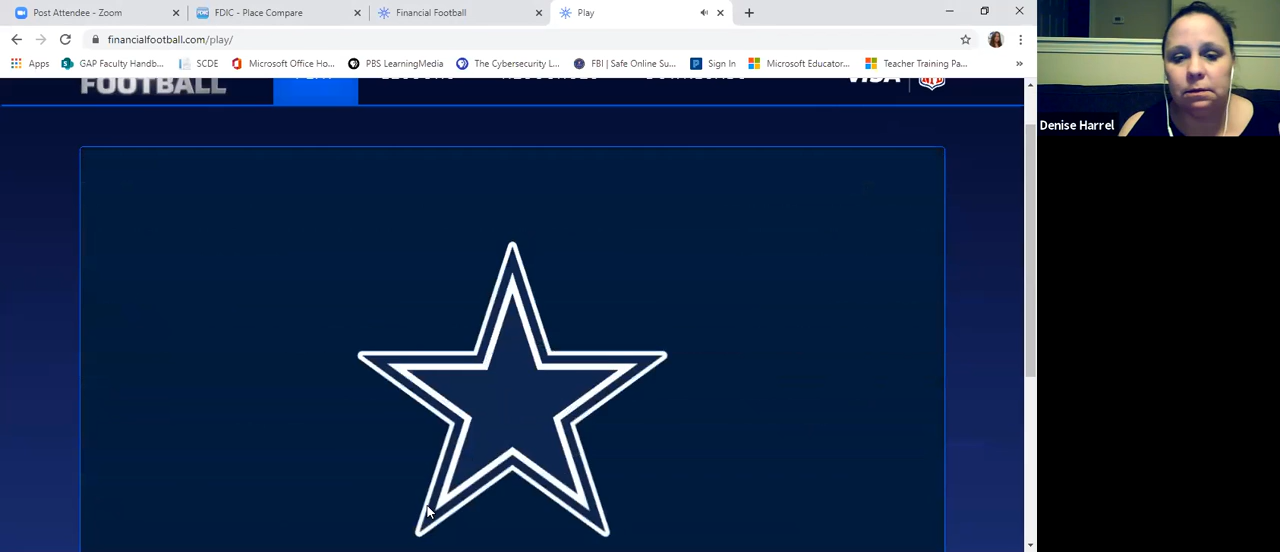 Post Attendee - Zoom
FDIC - Place Compare
Financial Football
Play
financialfootball.com/play/
Apps
GAP Faculty Handb...
SCDE
Microsoft Office Ho...
PBS LearningMedia
The Cybersecurity L...
FBI | Safe Online Su...
Sign In
Microsoft Educator...
Teacher Training Pa...
»
FOOTBALL
VISA
NFL
Denise Harrel